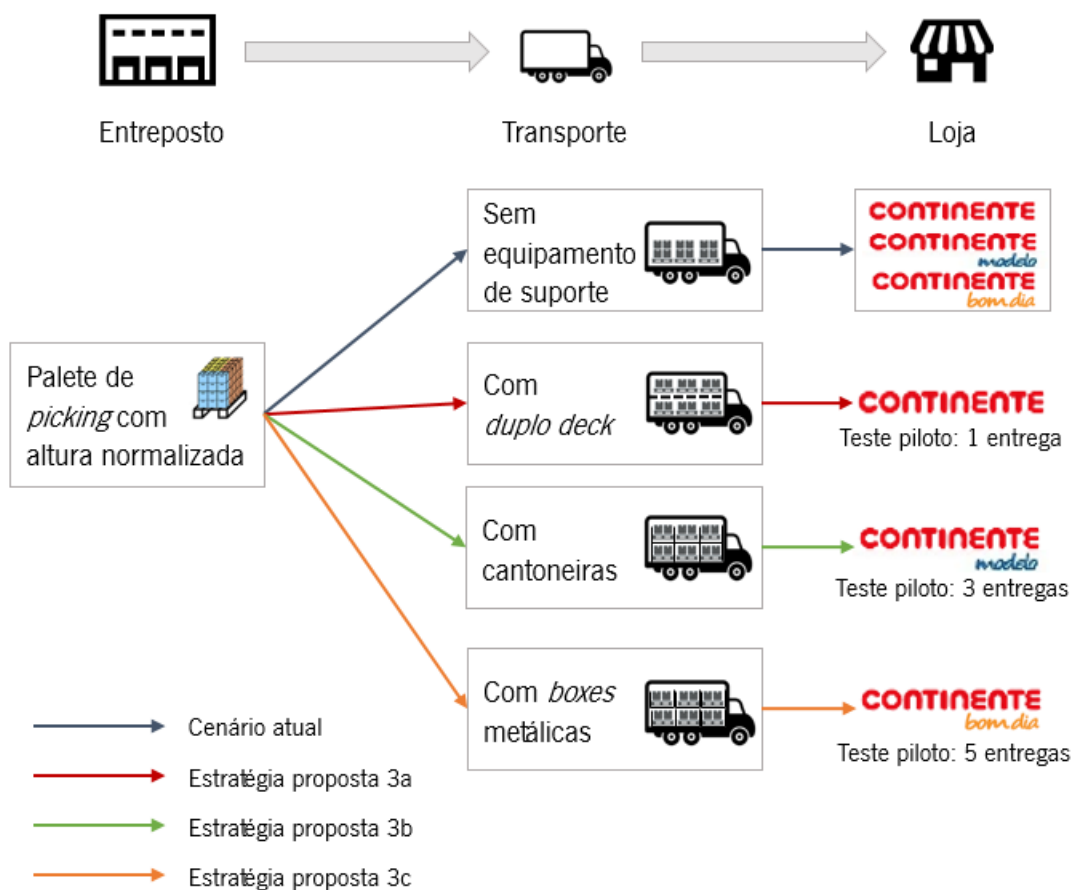 Entreposto
Transporte
Loja
Sem
equipamento
de suporte
CONTINENTE
CONTINENTE
modelo
CONTINENTE
bom dia
Palete de
picking com
altura normalizada
Com
duplo deck
CONTINENTE
Teste piloto: 1 entrega
Com
cantoneiras
CONTINENTE
modelo
Teste piloto: 3 entregas
Com boxes
metálicas
CONTINENTE
bom dia
Teste piloto: 5 entregas
Cenário atual
Estratégia proposta 3a
Estratégia proposta 3b
Estratégia proposta 3c